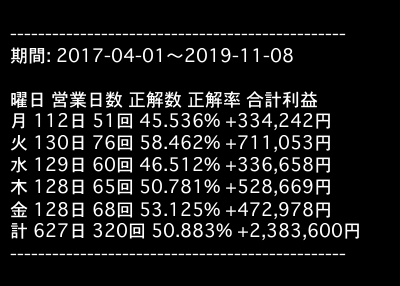 -----------------------------------------------
期間: 2017-04-01～2019-11-08
曜日 営業日数 正解数 正解率 合計利益
月 112日 51回 45.536% +334,242円
火 130日 76回 58.462% +711,053円
水 129日 60回 46.512% +336,658円
木 128日 65回 50.781% +528,669円
金 128日 68回 53.125% +472,978円
計 627日 320回 50.883% +2,383,600円
-----------------------------------------------